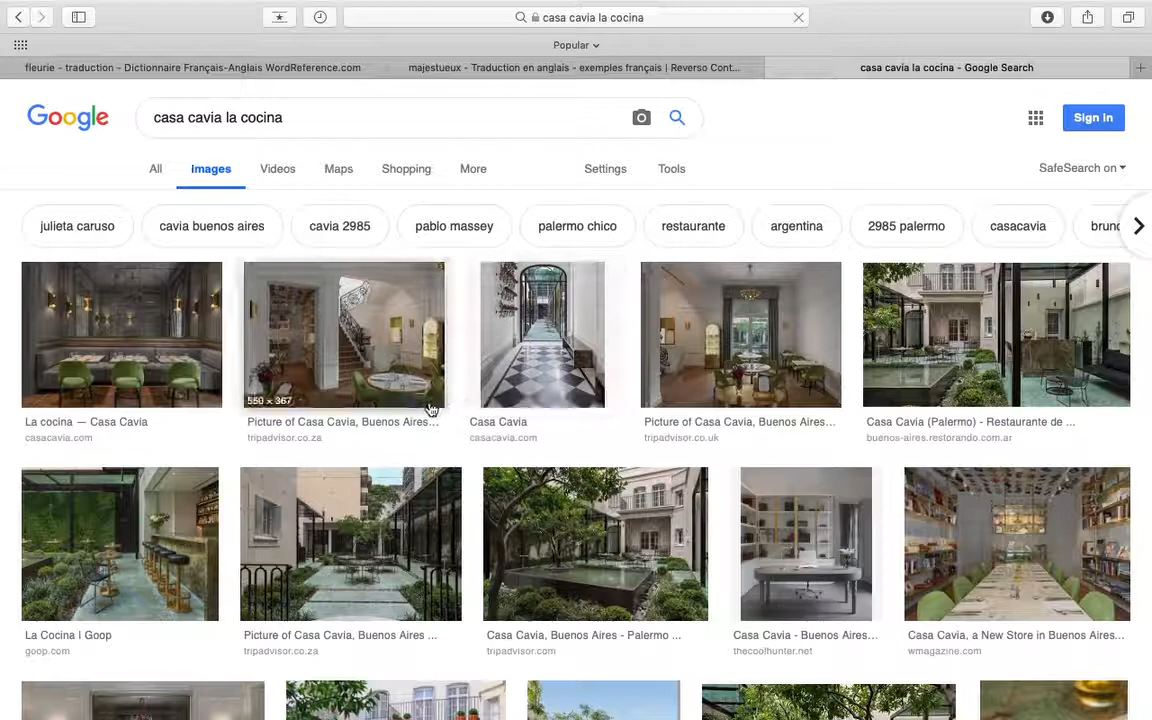 casa cavia la cocina
Popular
fleurie – traduction – Dictionnaire Français-Anglais WordReference.com
majestueux - Traduction en anglais - exemples français | Reverso Cont...
casa cavia la cocina - Google Search
Google
casa cavia la cocina
Sign in
All
Images
Videos
Maps
Shopping
More
Settings
Tools
SafeSearch on
julieta caruso
cavia buenos aires
cavia 2985
pablo massey
palermo chico
restaurante
argentina
2985 palermo
casacavia
brun
550 × 367
La cocina — Casa Cavia
Picture of Casa Cavia, Buenos Aires...
Casa Cavia
Picture of Casa Cavia, Buenos Aires...
Casa Cavia (Palermo) - Restaurante de ...
casacavia.com
tripadvisor.co.za
casacavia.com
tripadvisor.co.uk
buenos-aires.restorando.com.ar
La Cocina | Goop
Picture of Casa Cavia, Buenos Aires ...
Casa Cavia, Buenos Aires - Palermo ...
Casa Cavia - Buenos Aires...
Casa Cavia, a New Store in Buenos Aires...
goop.com
tripadvisor.co.za
tripadvisor.com
thecoolhunter.net
wmagazine.com